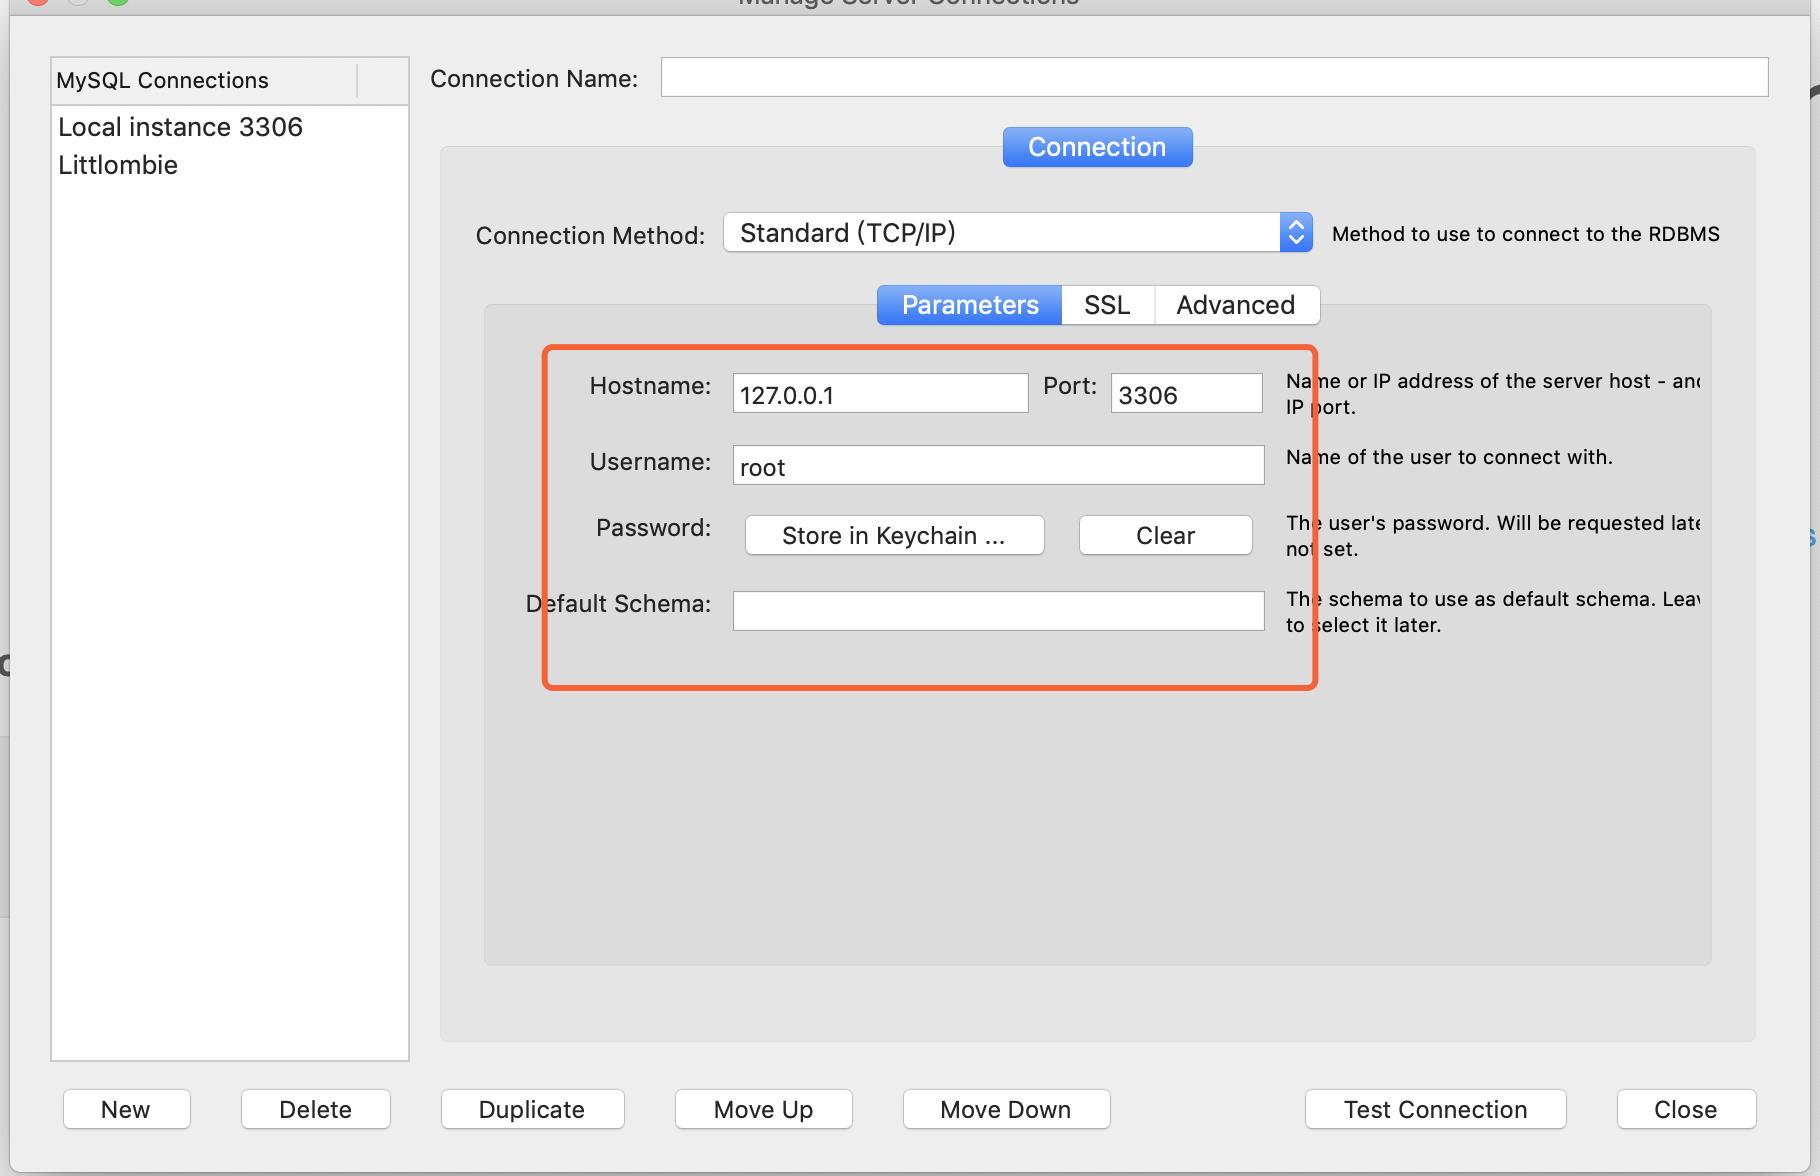 Manage Server Connections
MySQL Connections
Local instance 3306
Littlombie
Connection Name:
Connection
Connection Method:
Standard (TCP/IP)
Method to use to connect to the RDBMS
Parameters
SSL
Advanced
Hostname:
127.0.0.1
Port:
3306
Name or IP address of the server host - and
IP port.
Username:
root
Name of the user to connect with.
Password:
Store in Keychain ...
Clear
The user's password. Will be requested late
not set.
Default Schema:
The schema to use as default schema. Leav
to select it later.
New
Delete
Duplicate
Move Up
Move Down
Test Connection
Close